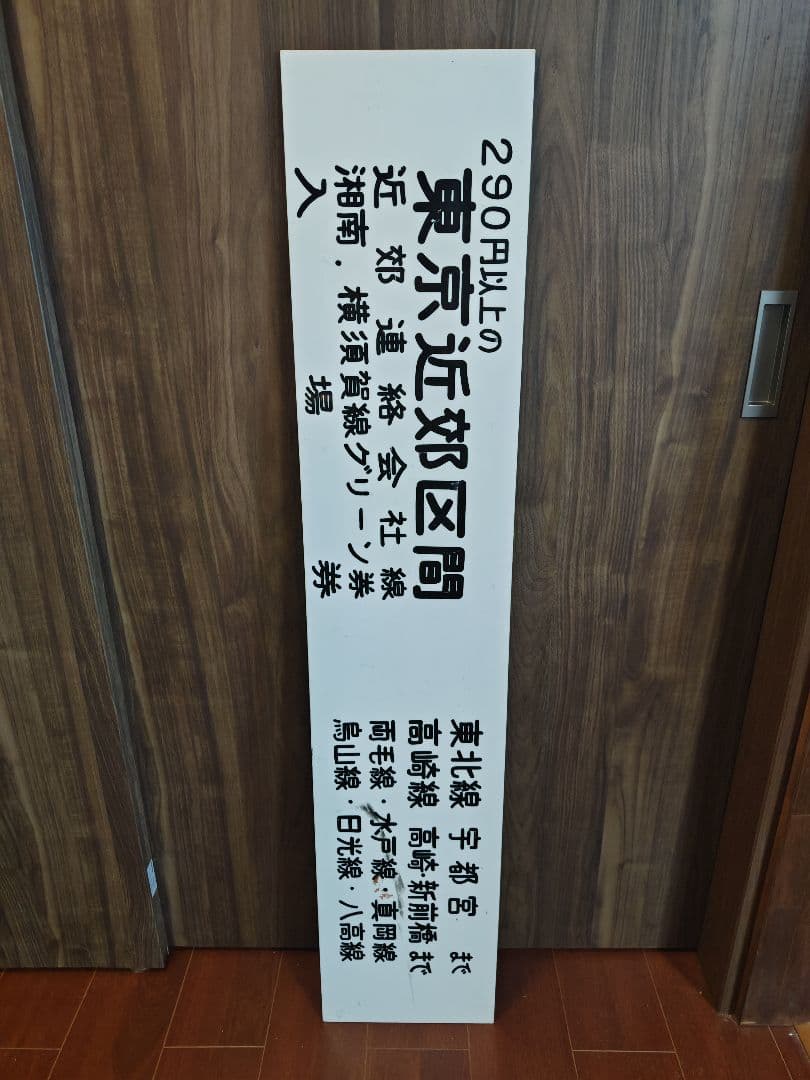 290円以上の
東京近郊区間
近郊連絡会社線
湘南．横須賀線グリーン券
入場券
東北線 宇都宮 まで
高崎線 高崎・新前橋まで
両毛線・水戸線・真岡線
烏山線・日光線・八高線